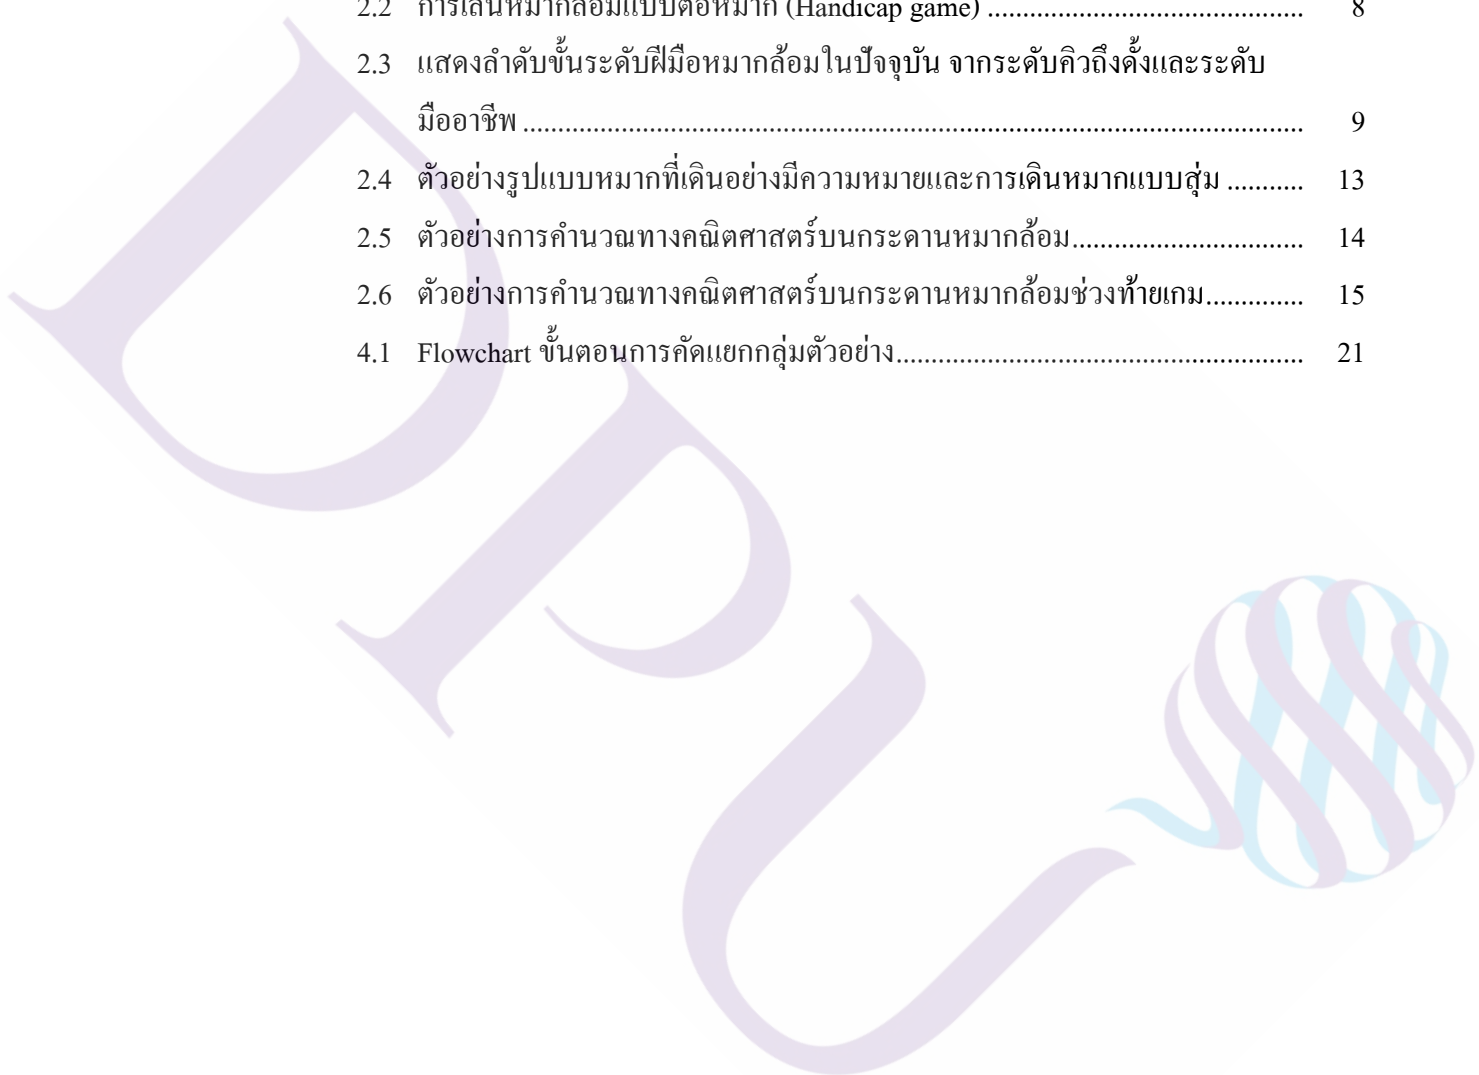 2.2 การเล่นหมากล้อมแบบต่อหมาก (Handicap game) ............................................. 8
2.3 แสดงลำดับขั้นระดับฝีมือหมากล้อมในปัจจุบัน จากระดับคิวถึงดั้งและระดับ
มืออาชีพ ................................................................................................................ 9
2.4 ตัวอย่างรูปแบบหมากที่เดินอย่างมีความหมายและการเดินหมากแบบสุ่ม ........... 13
2.5 ตัวอย่างการคำนวณทางคณิตศาสตร์บนกระดานหมากล้อม................................. 14
2.6 ตัวอย่างการคำนวณทางคณิตศาสตร์บนกระดานหมากล้อมช่วงท้ายเกม.............. 15
4.1 Flowchart ขั้นตอนการคัดแยกกลุ่มตัวอย่าง.......................................................... 21
DPU